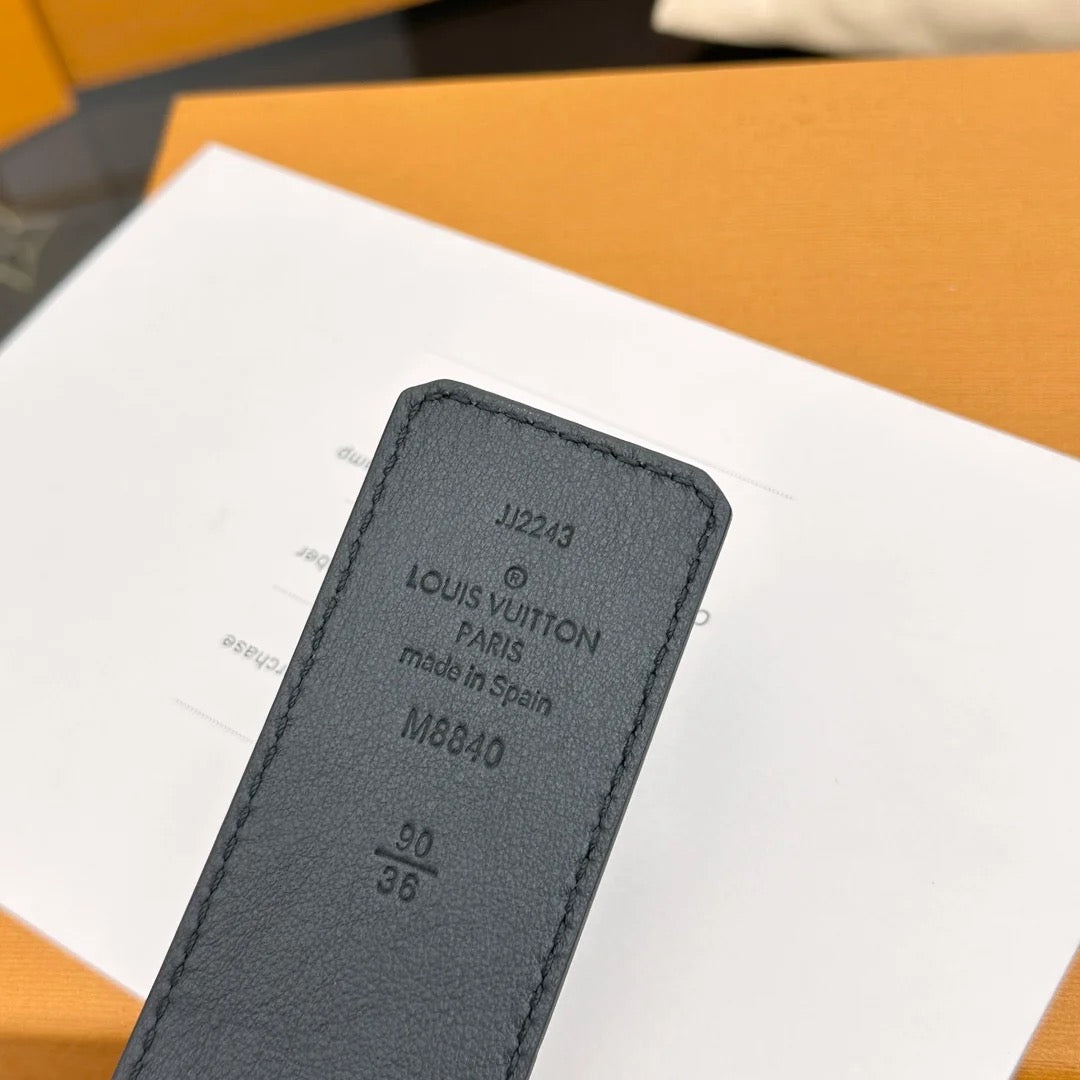 JJ2243
®
LOUIS VUITTON
PARIS
made in Spain
M8840
90
36